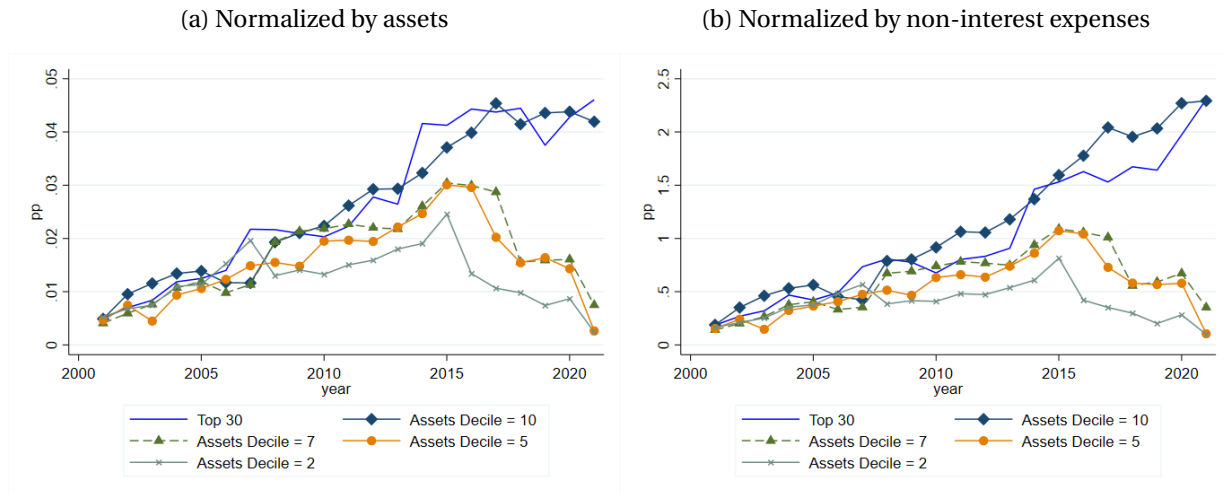 (a) Normalized by assets
.05
.04
.03
.02
.01
0
pp
2000 2005 2010 2015 2020
year
Top 30 Assets Decile = 10
Assets Decile = 7 Assets Decile = 5
Assets Decile = 2
(b) Normalized by non-interest expenses
2.5
2
1.5
1
.5
0
pp
2000 2005 2010 2015 2020
year
Top 30 Assets Decile = 10
Assets Decile = 7 Assets Decile = 5
Assets Decile = 2